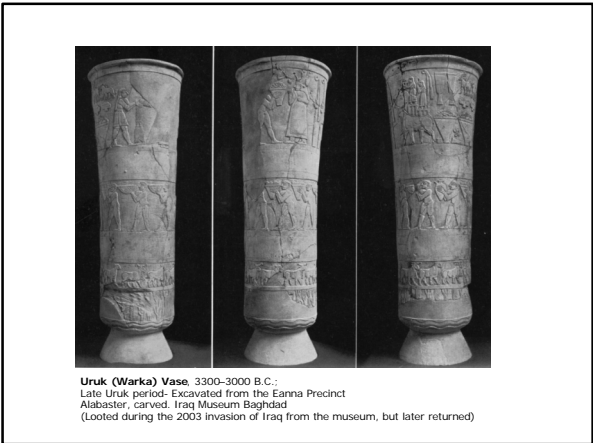 Uruk (Warka) Vase, 3300–3000 B.C.;
Late Uruk period- Excavated from the Eanna Precinct
Alabaster, carved. Iraq Museum Baghdad
(Looted during the 2003 invasion of Iraq from the museum, but later returned)